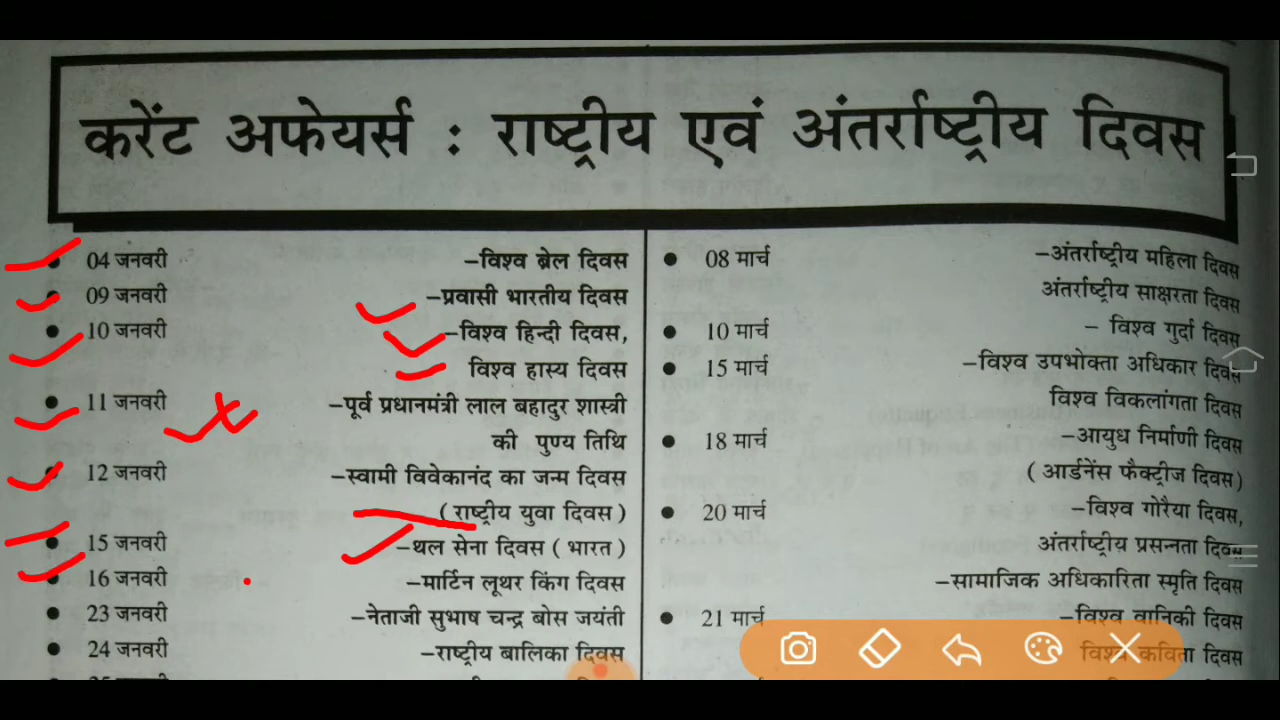 करेंट अफेयर्स : राष्ट्रीय एवं अंतर्राष्ट्रीय दिवस
04 जनवरी –विश्व ब्रेल दिवस
09 जनवरी –प्रवासी भारतीय दिवस
10 जनवरी –विश्व हिन्दी दिवस,
विश्व हास्य दिवस
11 जनवरी –पूर्व प्रधानमंत्री लाल बहादुर शास्त्री
की पुण्य तिथि
12 जनवरी –स्वामी विवेकानंद का जन्म दिवस
(राष्ट्रीय युवा दिवस)
15 जनवरी –थल सेना दिवस (भारत)
16 जनवरी –मार्टिन लूथर किंग दिवस
23 जनवरी –नेताजी सुभाष चन्द्र बोस जयंती
24 जनवरी –राष्ट्रीय बालिका दिवस
08 मार्च –अंतर्राष्ट्रीय महिला दिवस
अंतर्राष्ट्रीय साक्षरता दिवस
10 मार्च – विश्व गुर्दा दिवस
15 मार्च –विश्व उपभोक्ता अधिकार दिवस
विश्व विकलांगता दिवस
18 मार्च –आयुध निर्माणी दिवस
(आर्डनेंस फैक्ट्रीज दिवस)
20 मार्च –विश्व गोरैया दिवस,
अंतर्राष्ट्रीय प्रसन्नता दिवस
–सामाजिक अधिकारिता स्मृति दिवस
21 मार्च –विश्व वानिकी दिवस
विश्व कविता दिवस